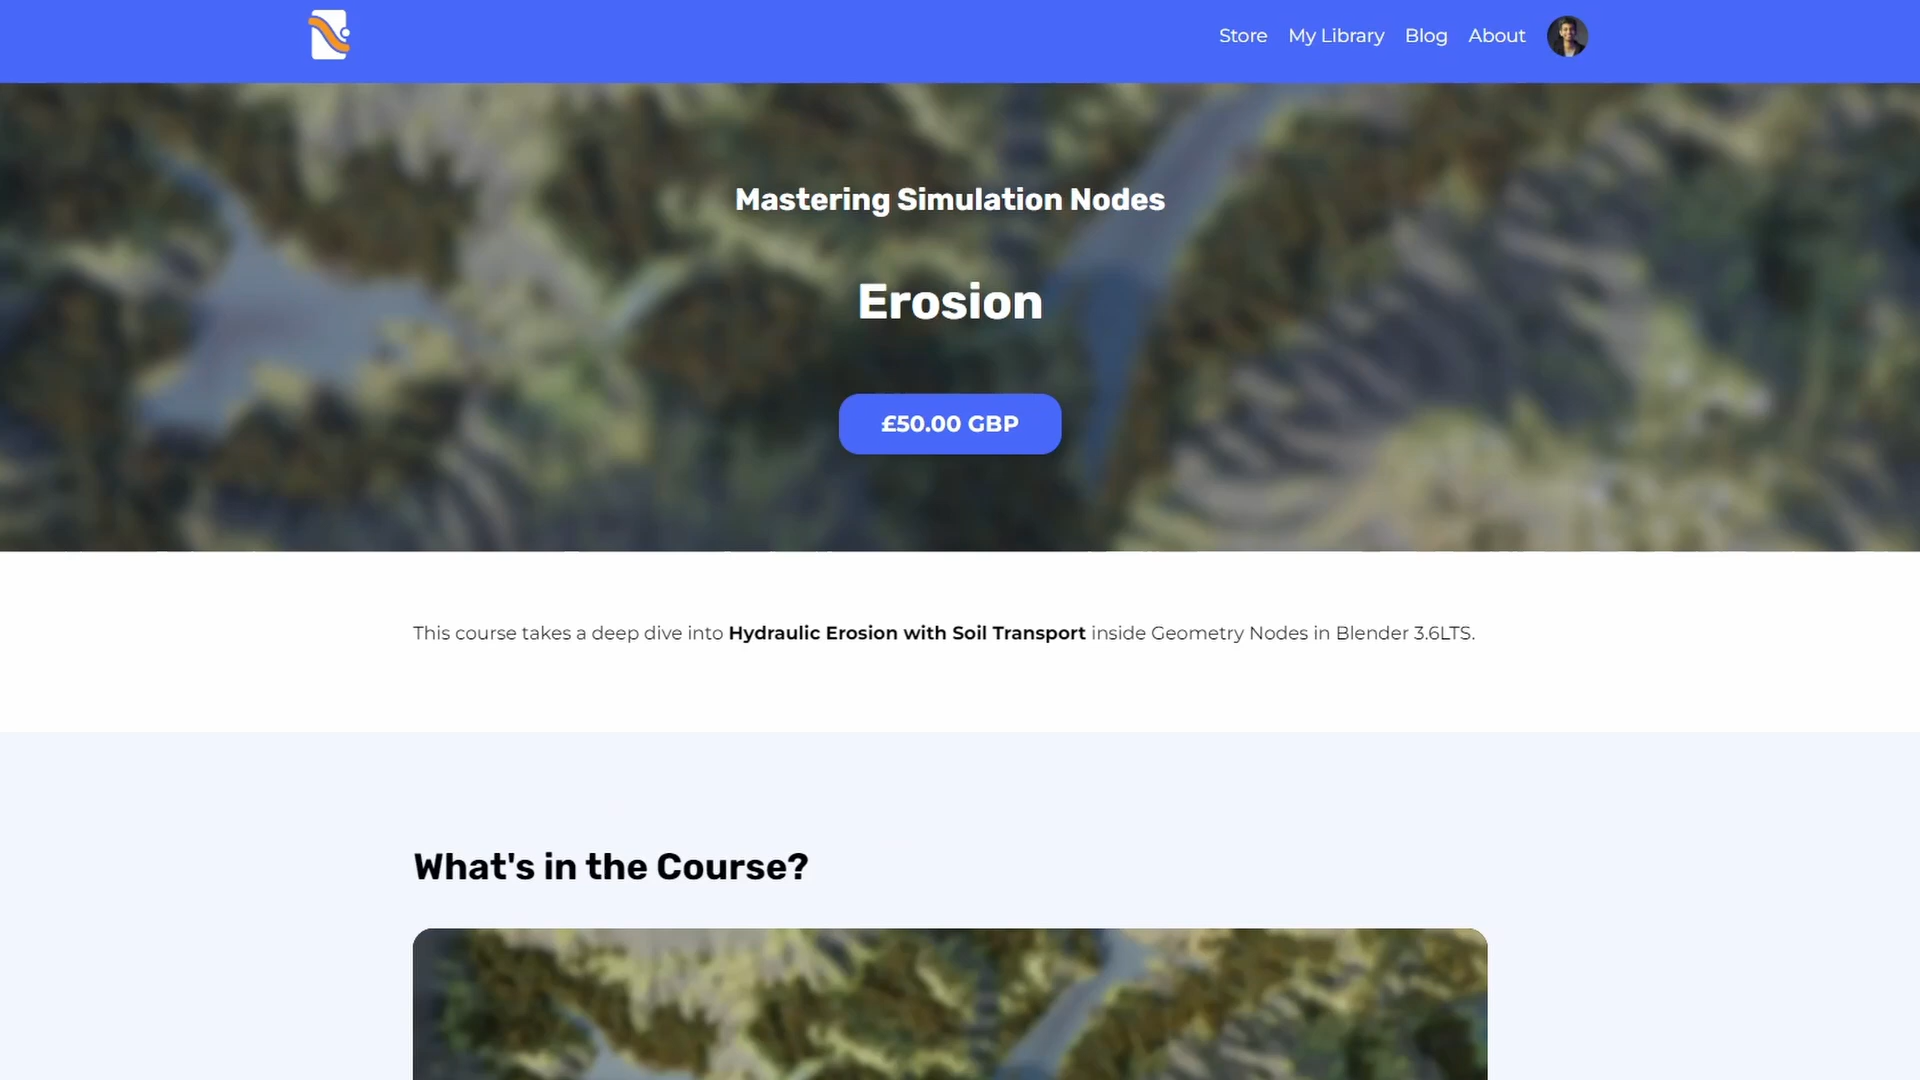 Store My Library Blog About
Mastering Simulation Nodes
Erosion
£50.00 GBP
This course takes a deep dive into Hydraulic Erosion with Soil Transport inside Geometry Nodes in Blender 3.6LTS.
What's in the Course?